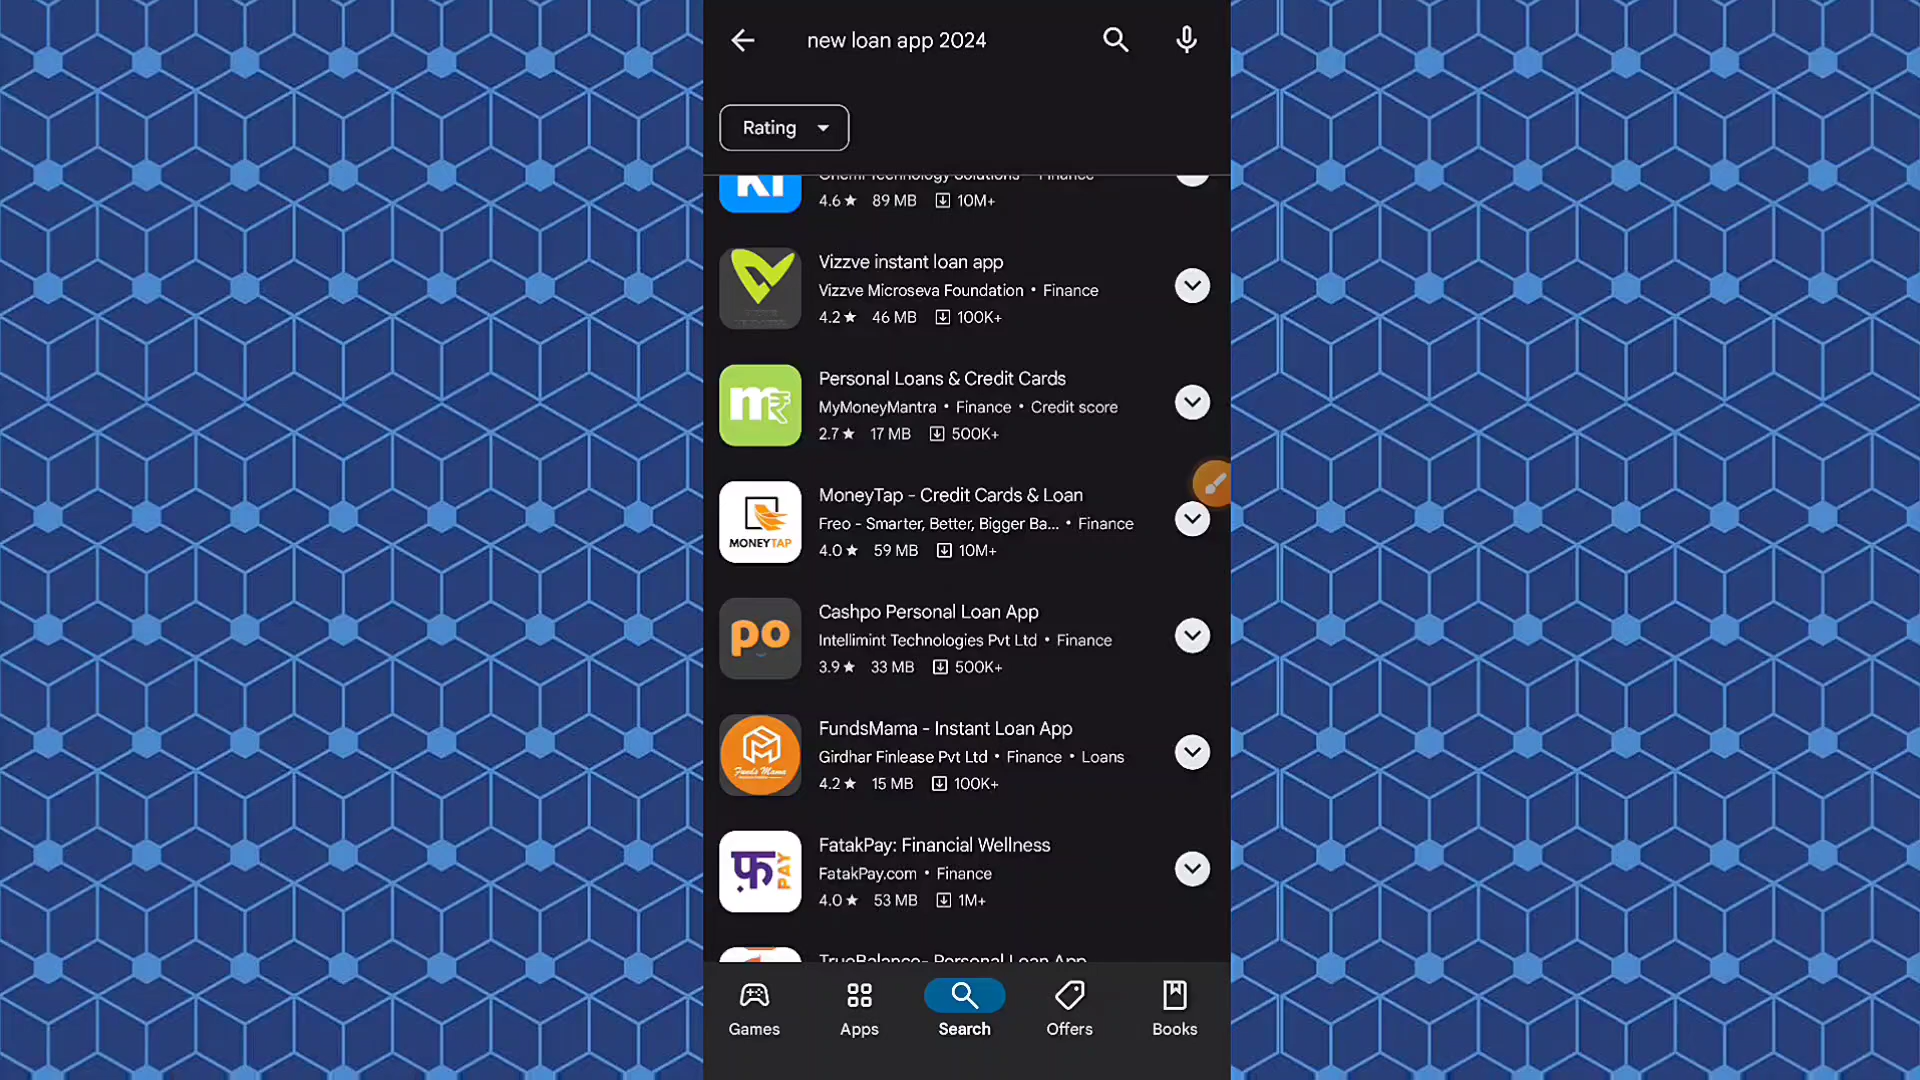 new loan app 2024
Rating
4.6★ 89 MB 10M+
Vizzve instant loan app
Vizzve Microseva Foundation • Finance
4.2★ 46 MB 100K+
Personal Loans & Credit Cards
MyMoneyMantra • Finance • Credit score
2.7★ 17 MB 500K+
MONEYTAP
MoneyTap - Credit Cards & Loan
Freo - Smarter, Better, Bigger Ba... • Finance
4.0★ 59 MB 10M+
po
Cashpo Personal Loan App
Intellimint Technologies Pvt Ltd • Finance
3.9★ 33 MB 500K+
Funds Mama
FundsMama - Instant Loan App
Girdhar Finlease Pvt Ltd • Finance • Loans
4.2★ 15 MB 100K+
फ PAY
FatakPay: Financial Wellness
FatakPay.com • Finance
4.0★ 53 MB 1M+
TrueBalance- Personal Loan App
Games Apps Search Offers Books